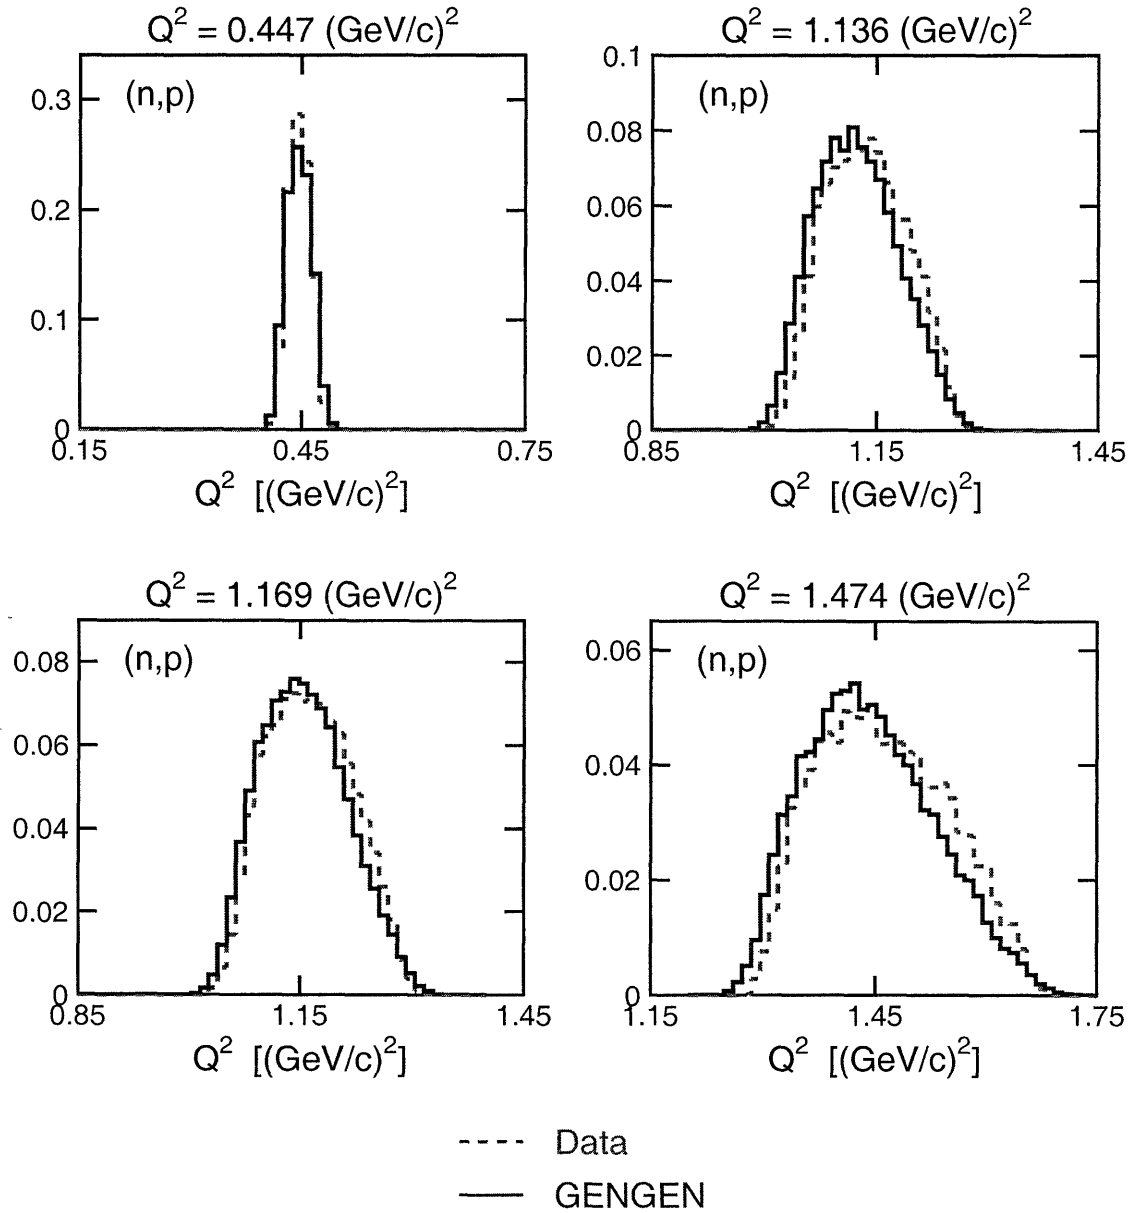 Q² = 0.447 (GeV/c)²
(n,p)
0.3
0.2
0.1
0
0.15 0.45 0.75
Q² [(GeV/c)²]
Q² = 1.136 (GeV/c)²
0.1
(n,p)
0.08
0.06
0.04
0.02
0
0.85 1.15 1.45
Q² [(GeV/c)²]
Q² = 1.169 (GeV/c)²
(n,p)
0.08
0.06
0.04
0.02
0
0.85 1.15 1.45
Q² [(GeV/c)²]
Q² = 1.474 (GeV/c)²
(n,p)
0.06
0.04
0.02
0
1.15 1.45 1.75
Q² [(GeV/c)²]
Data
GENGEN